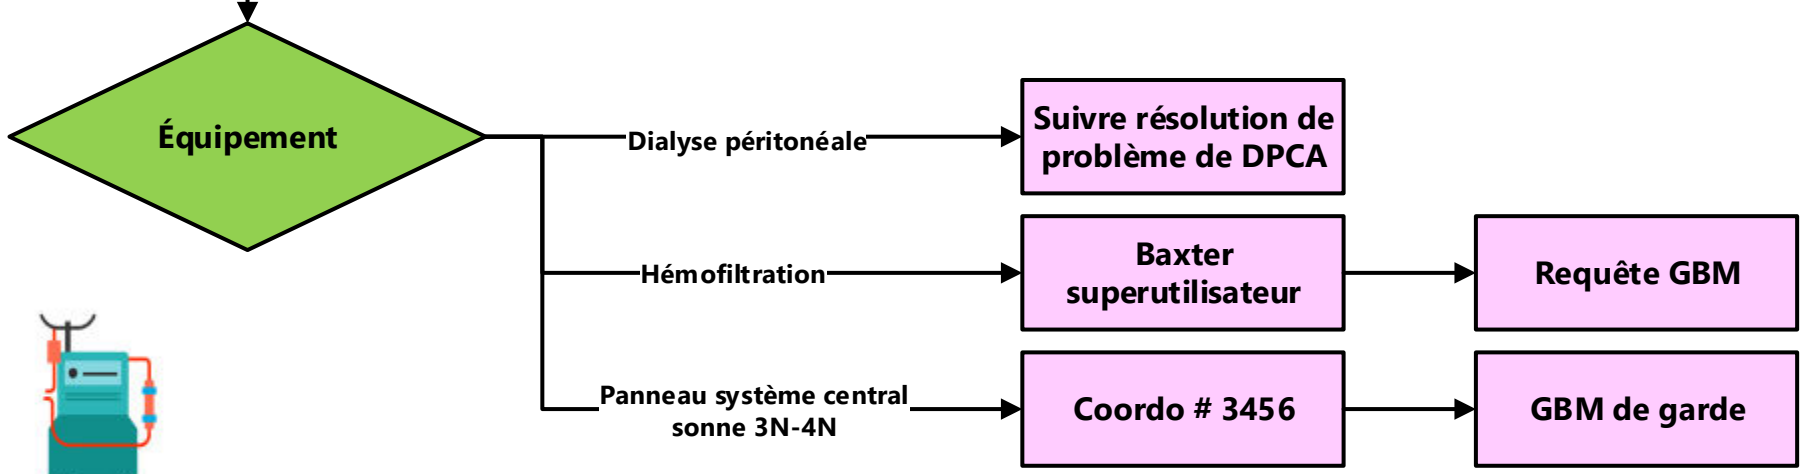 Équipement
Dialyse péritonéale
Suivre résolution de
problème de DPCA
Hémofiltration
Baxter
superutilisateur
Requête GBM
Panneau système central
sonne 3N-4N
Coordo # 3456
GBM de garde